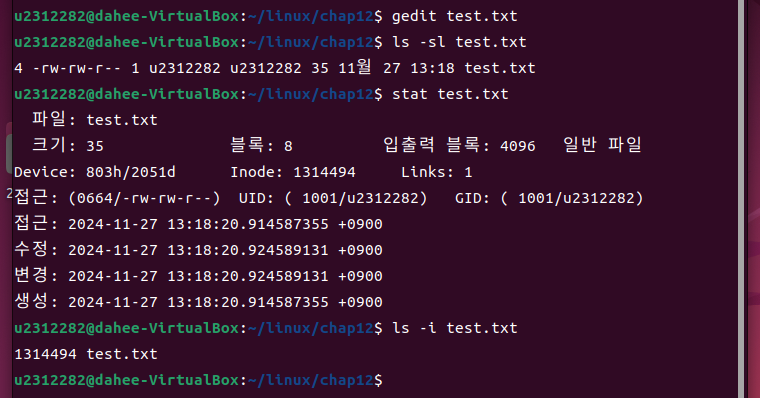 u2312282@dahee-VirtualBox:~/linux/chap12$ gedit test.txt
u2312282@dahee-VirtualBox:~/linux/chap12$ ls -sl test.txt
4 -rw-rw-r-- 1 u2312282 u2312282 35 11월 27 13:18 test.txt
u2312282@dahee-VirtualBox:~/linux/chap12$ stat test.txt
파일: test.txt
크기: 35 블록: 8 입출력 블록: 4096 일반 파일
Device: 803h/2051d Inode: 1314494 Links: 1
접근: (0664/-rw-rw-r--) UID: ( 1001/u2312282) GID: ( 1001/u2312282)
접근: 2024-11-27 13:18:20.914587355 +0900
수정: 2024-11-27 13:18:20.924589131 +0900
변경: 2024-11-27 13:18:20.924589131 +0900
생성: 2024-11-27 13:18:20.914587355 +0900
u2312282@dahee-VirtualBox:~/linux/chap12$ ls -i test.txt
1314494 test.txt
u2312282@dahee-VirtualBox:~/linux/chap12$